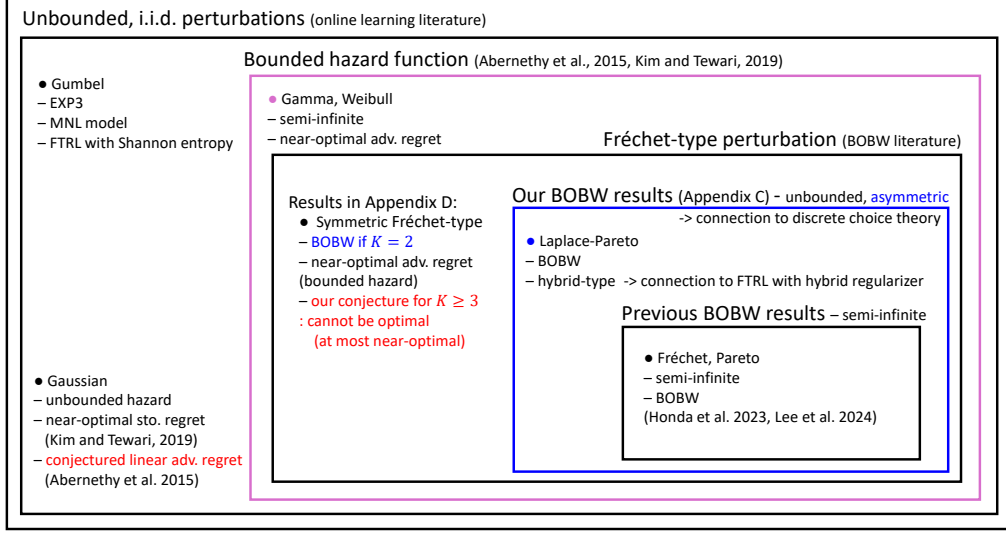 Unbounded, i.i.d. perturbations (online learning literature)
Bounded hazard function (Abernethy et al., 2015, Kim and Tewari, 2019)
● Gumbel
– EXP3
– MNL model
– FTRL with Shannon entropy
● Gamma, Weibull
– semi-infinite
– near-optimal adv. regret
Fréchet-type perturbation (BOBW literature)
Results in Appendix D:
● Symmetric Fréchet-type
– BOBW if K = 2
– near-optimal adv. regret
(bounded hazard)
– our conjecture for K ≥ 3
: cannot be optimal
(at most near-optimal)
Our BOBW results (Appendix C) - unbounded, asymmetric
-> connection to discrete choice theory
● Laplace-Pareto
– BOBW
– hybrid-type -> connection to FTRL with hybrid regularizer
Previous BOBW results – semi-infinite
● Fréchet, Pareto
– semi-infinite
– BOBW
(Honda et al. 2023, Lee et al. 2024)
● Gaussian
– unbounded hazard
– near-optimal sto. regret
(Kim and Tewari, 2019)
– conjectured linear adv. regret
(Abernethy et al. 2015)